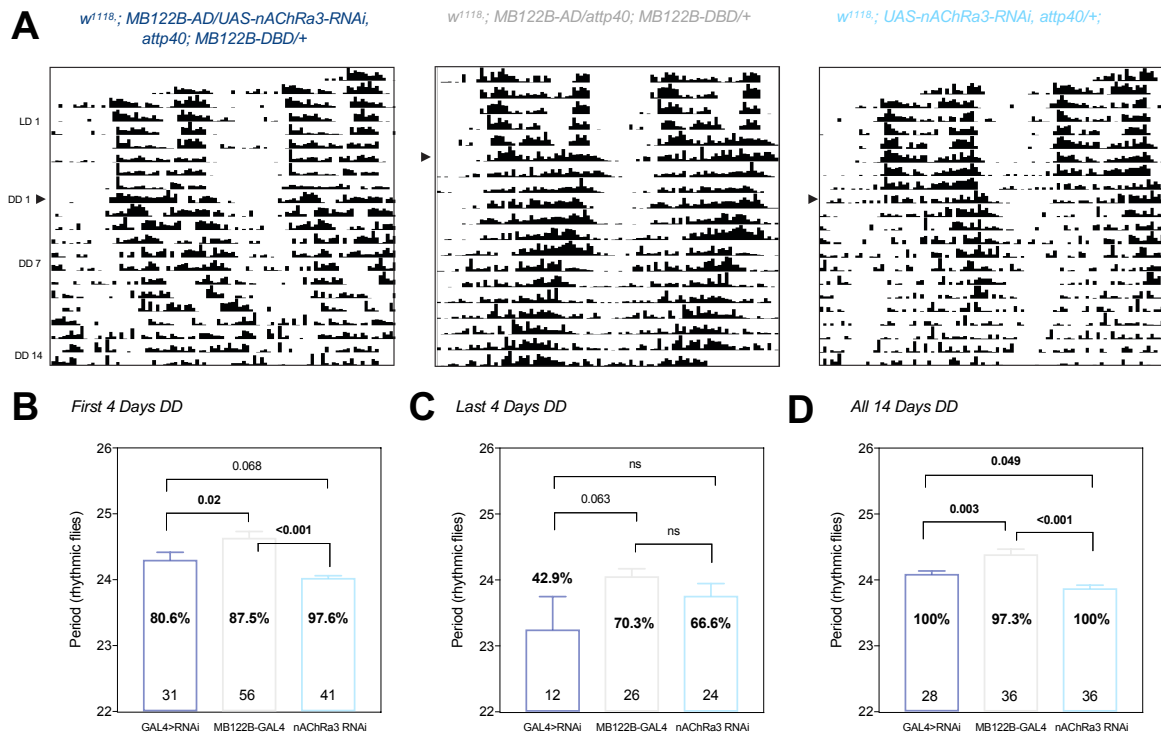 A
w1118.; MB122B-AD/UAS-nAChRa3-RNAi,
attp40; MB122B-DBD/+
w1118.; MB122B-AD/attp40; MB122B-DBD/+
w1118.; UAS-nAChRa3-RNAi, attp40/+;
LD 1
DD 1
DD 7
DD 14
B First 4 Days DD
Period (rhythmic flies)
26
25
24
23
22
0.068
0.02
<0.001
80.6% 87.5% 97.6%
31 56 41
GAL4>RNAi MB122B-GAL4 nAChRa3 RNAi
C Last 4 Days DD
Period (rhythmic flies)
26
25
24
23
22
ns
0.063
ns
42.9%
70.3% 66.6%
12 26 24
GAL4>RNAi MB122B-GAL4 nAChRa3 RNAi
D All 14 Days DD
Period (rhythmic flies)
26
25
24
23
22
0.049
0.003
<0.001
100% 97.3% 100%
28 36 36
GAL4>RNAi MB122B-GAL4 nAChRa3 RNAi